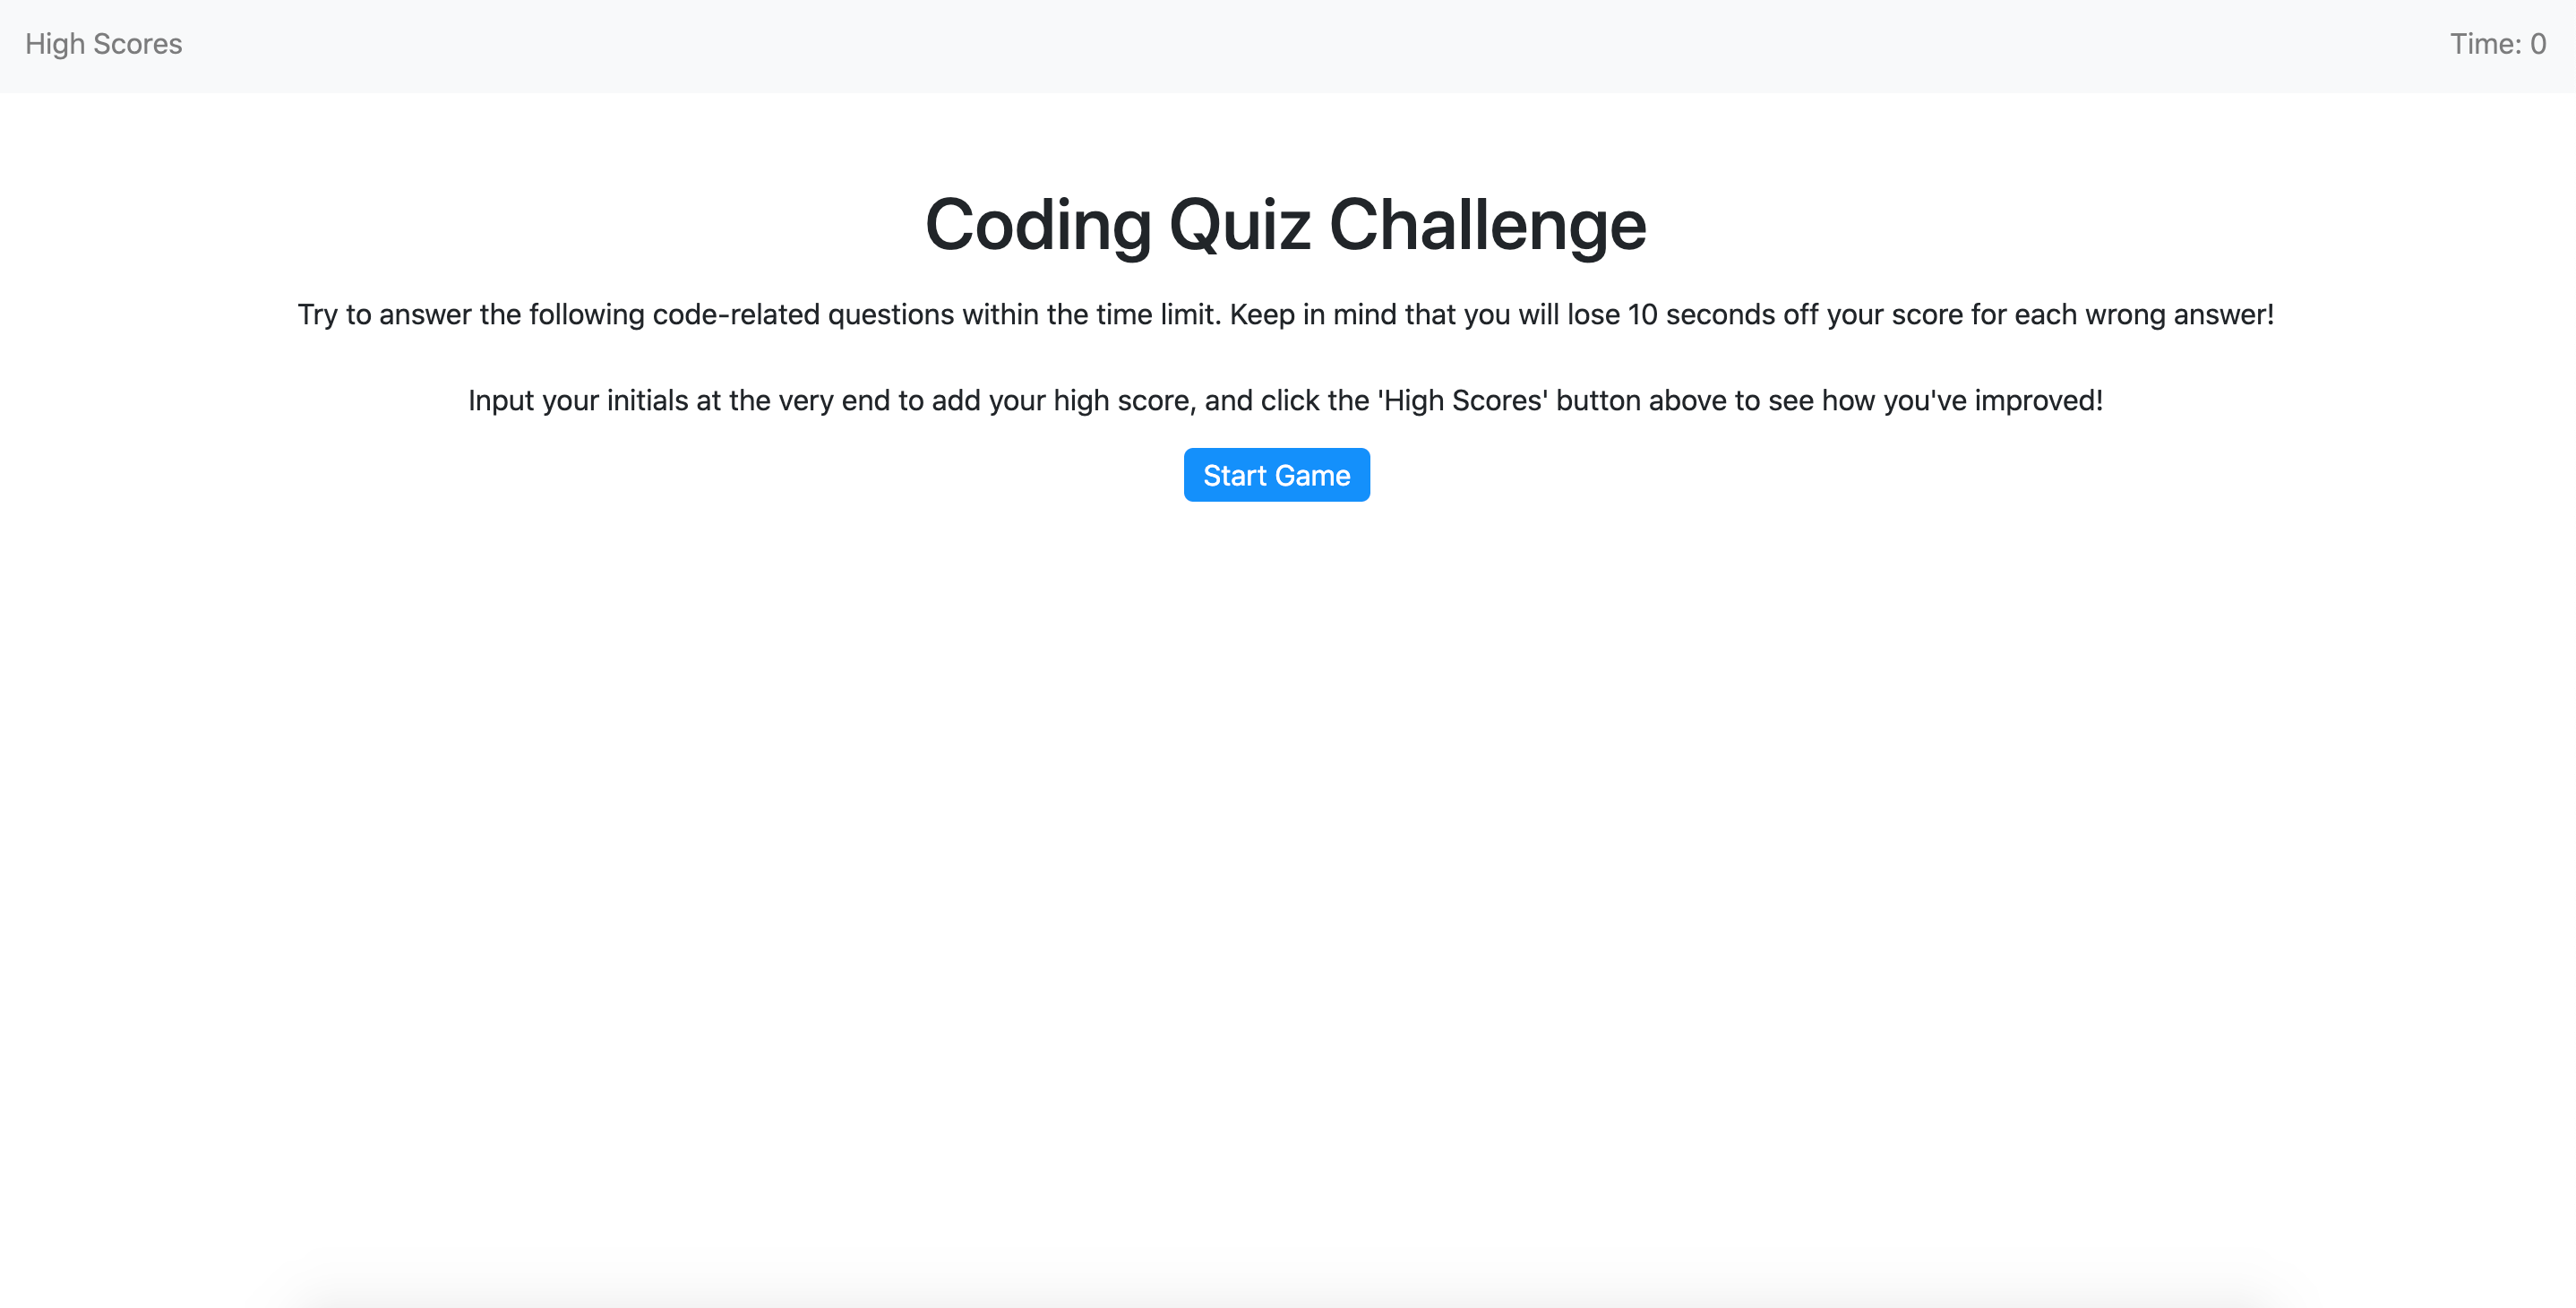 High Scores
Time: 0
Coding Quiz Challenge
Try to answer the following code-related questions within the time limit. Keep in mind that you will lose 10 seconds off your score for each wrong answer!
Input your initials at the very end to add your high score, and click the 'High Scores' button above to see how you've improved!
Start Game